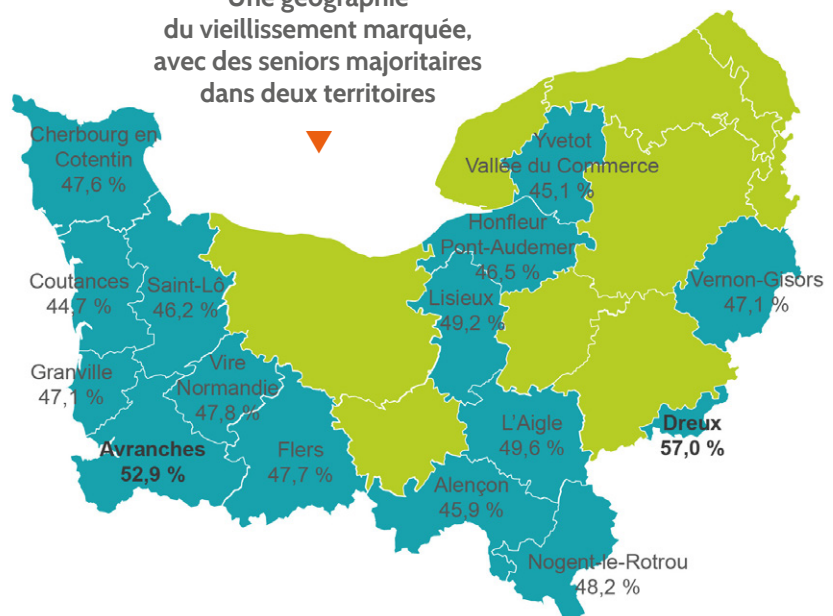 Une géographie
du vieillissement marquée,
avec des seniors majoritaires
dans deux territoires
Cherbourg en
Cotentin
47,6 %
Yvetot
Vallée du Commerce
45,1 %
Honfleur
Pont-Audemer
46,5 %
Coutances
44,7 %
Saint-Lô
46,2 %
Lisieux
49,2 %
Vernon-Gisors
47,1 %
Granville
47,1 %
Vire
Normandie
47,8 %
Avranches
52,9 %
Flers
47,7 %
L'Aigle
49,6 %
Dreux
57,0 %
Alençon
45,9 %
Nogent-le-Rotrou
48,2 %